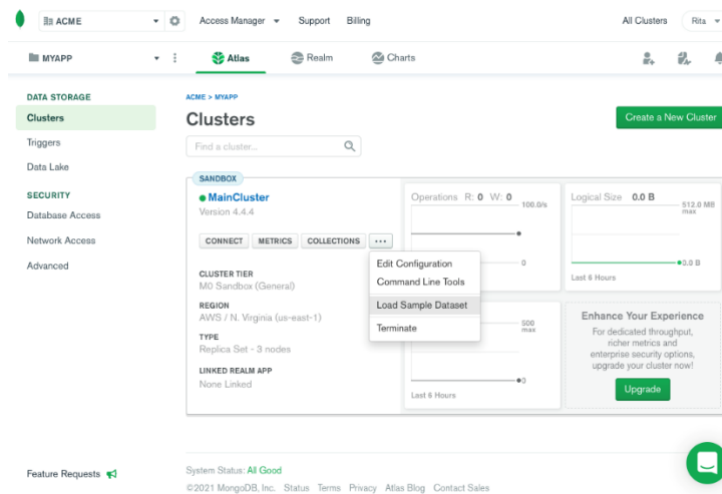 ACME
Access Manager
Support
Billing
All Clusters
Rita
MYAPP
Atlas
Realm
Charts
DATA STORAGE
Clusters
Triggers
Data Lake
SECURITY
Database Access
Network Access
Advanced
Feature Requests
ACME > MYAPP
Clusters
Create a New Cluster
Find a cluster...
SANDBOX
MainCluster
Version 4.4.4
CONNECT
METRICS
COLLECTIONS
...
Edit Configuration
Command Line Tools
Load Sample Dataset
Terminate
CLUSTER TIER
M0 Sandbox (General)
REGION
AWS / N. Virginia (us-east-1)
TYPE
Replica Set - 3 nodes
LINKED REALM APP
None Linked
Operations R: 0 W: 0
100.0/s
0
500
max
0
Last 6 Hours
Logical Size 0.0 B
512.0 MB
max
0.0 B
Last 6 Hours
Enhance Your Experience
For dedicated throughput,
richer metrics and
enterprise security options,
upgrade your cluster now!
Upgrade
System Status: All Good
©2021 MongoDB, Inc. Status Terms Privacy Atlas Blog Contact Sales